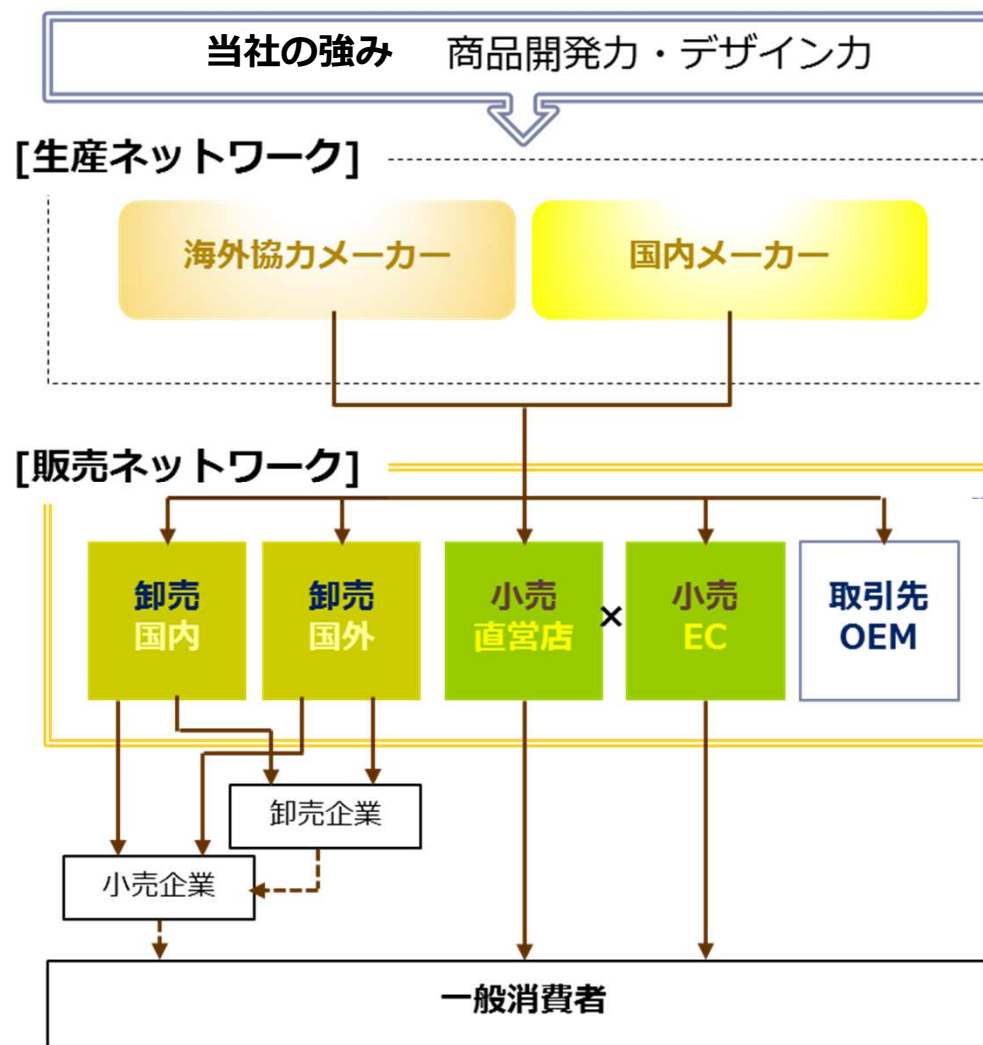 当社の強み 商品開発力・デザイン力
[生産ネットワーク]
海外協力メーカー
国内メーカー
[販売ネットワーク]
卸売
国内
卸売
国外
小売
直営店
×
小売
EC
取引先
OEM
卸売企業
小売企業
一般消費者